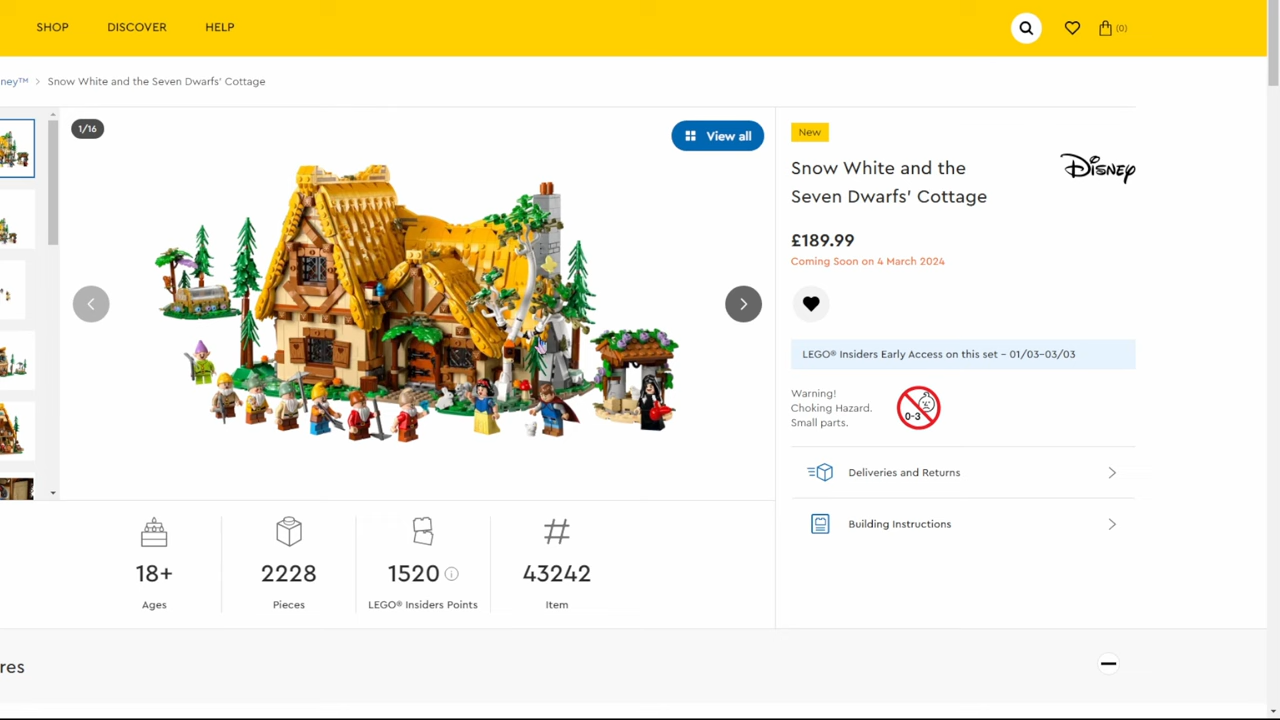 SHOP
DISCOVER
HELP
(0)
ney™ > Snow White and the Seven Dwarfs' Cottage
1/16
View all
New
Snow White and the
Seven Dwarfs' Cottage
Disney
£189.99
Coming Soon on 4 March 2024
LEGO® Insiders Early Access on this set – 01/03–03/03
Warning!
Choking Hazard.
Small parts.
0-3
Deliveries and Returns
Building Instructions
18+
Ages
2228
Pieces
1520
LEGO® Insiders Points
43242
Item
res